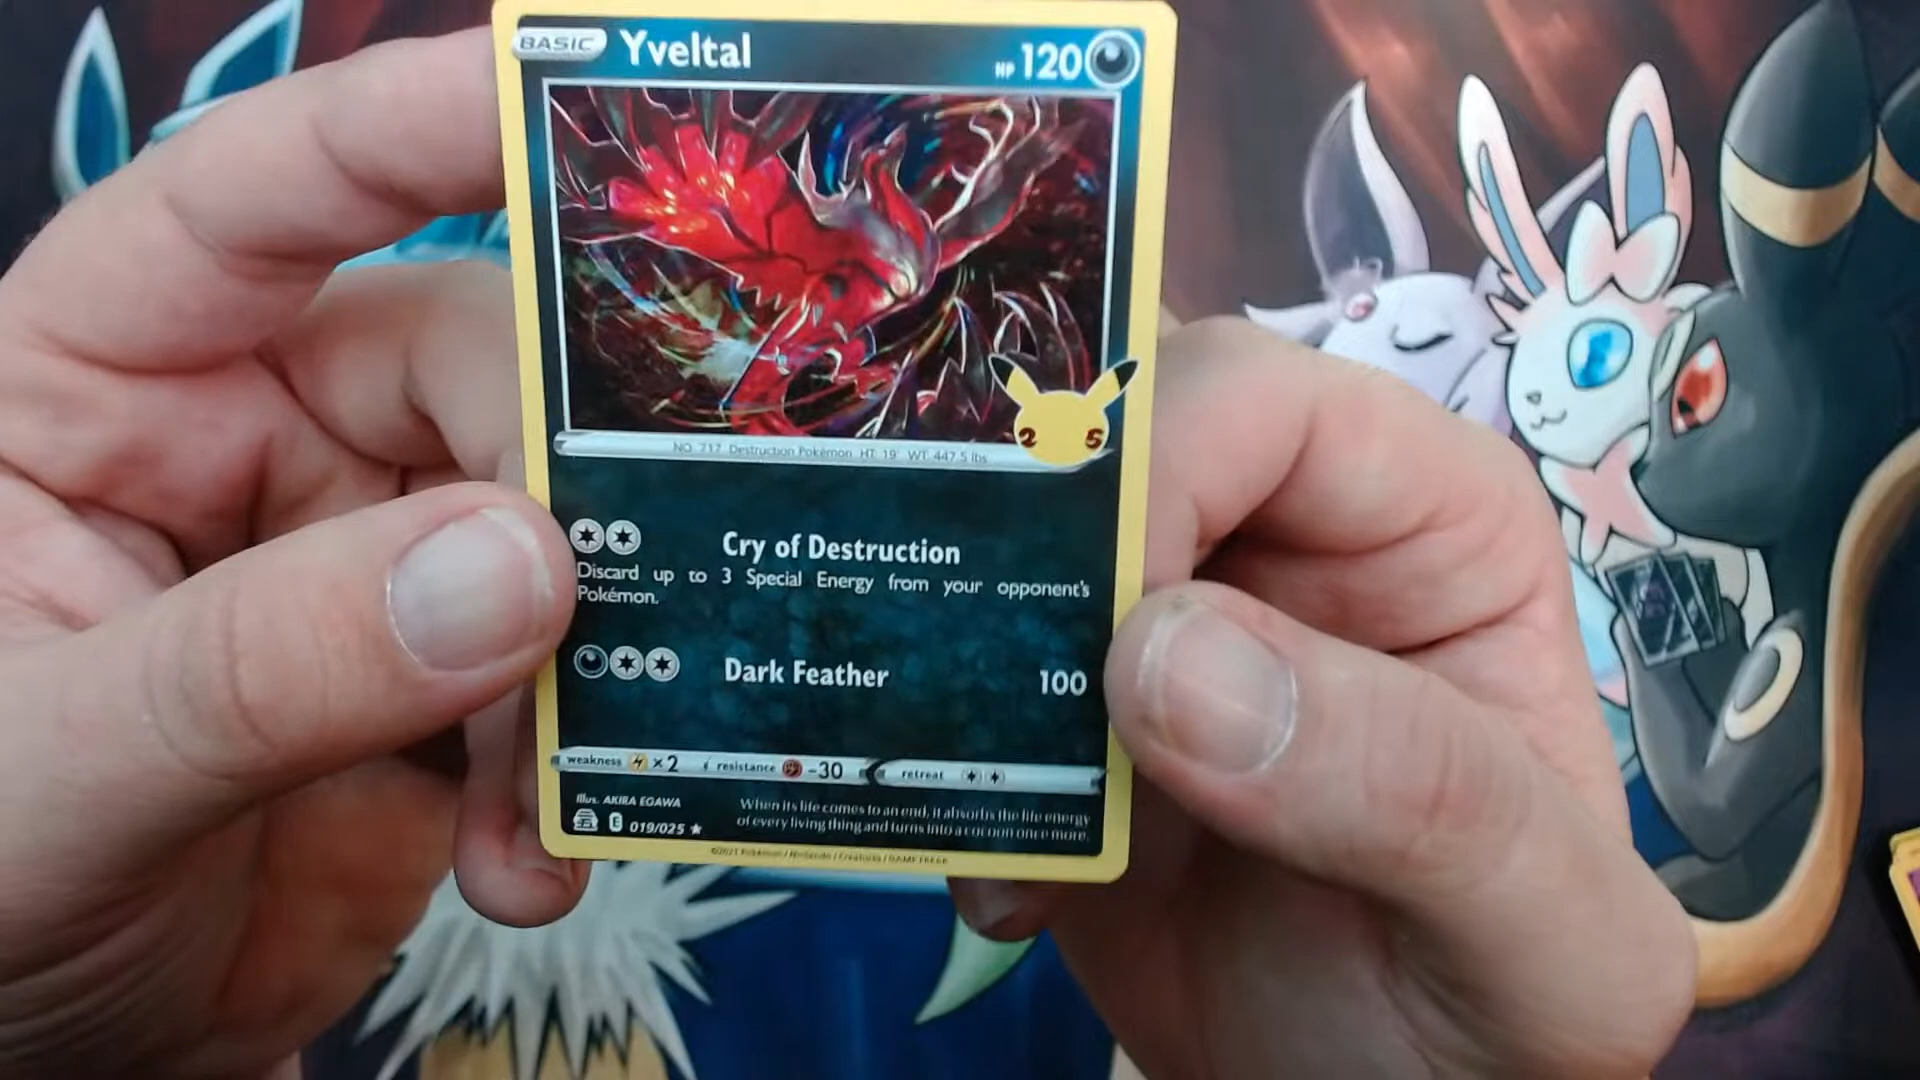 BASIC Yveltal HP 120
25
NO. 717 Destruction Pokémon HT: 19' WT: 447.5 lbs
Cry of Destruction
Discard up to 3 Special Energy from your opponent's
Pokémon.
Dark Feather 100
weakness ×2 resistance -30 retreat
Illus. AKIRA EGAWA
E 019/025 ★
When its life comes to an end, it absorbs the life energy
of every living thing and turns into a cocoon once more.
©2021 Pokémon / Nintendo / Creatures / GAME FREAK